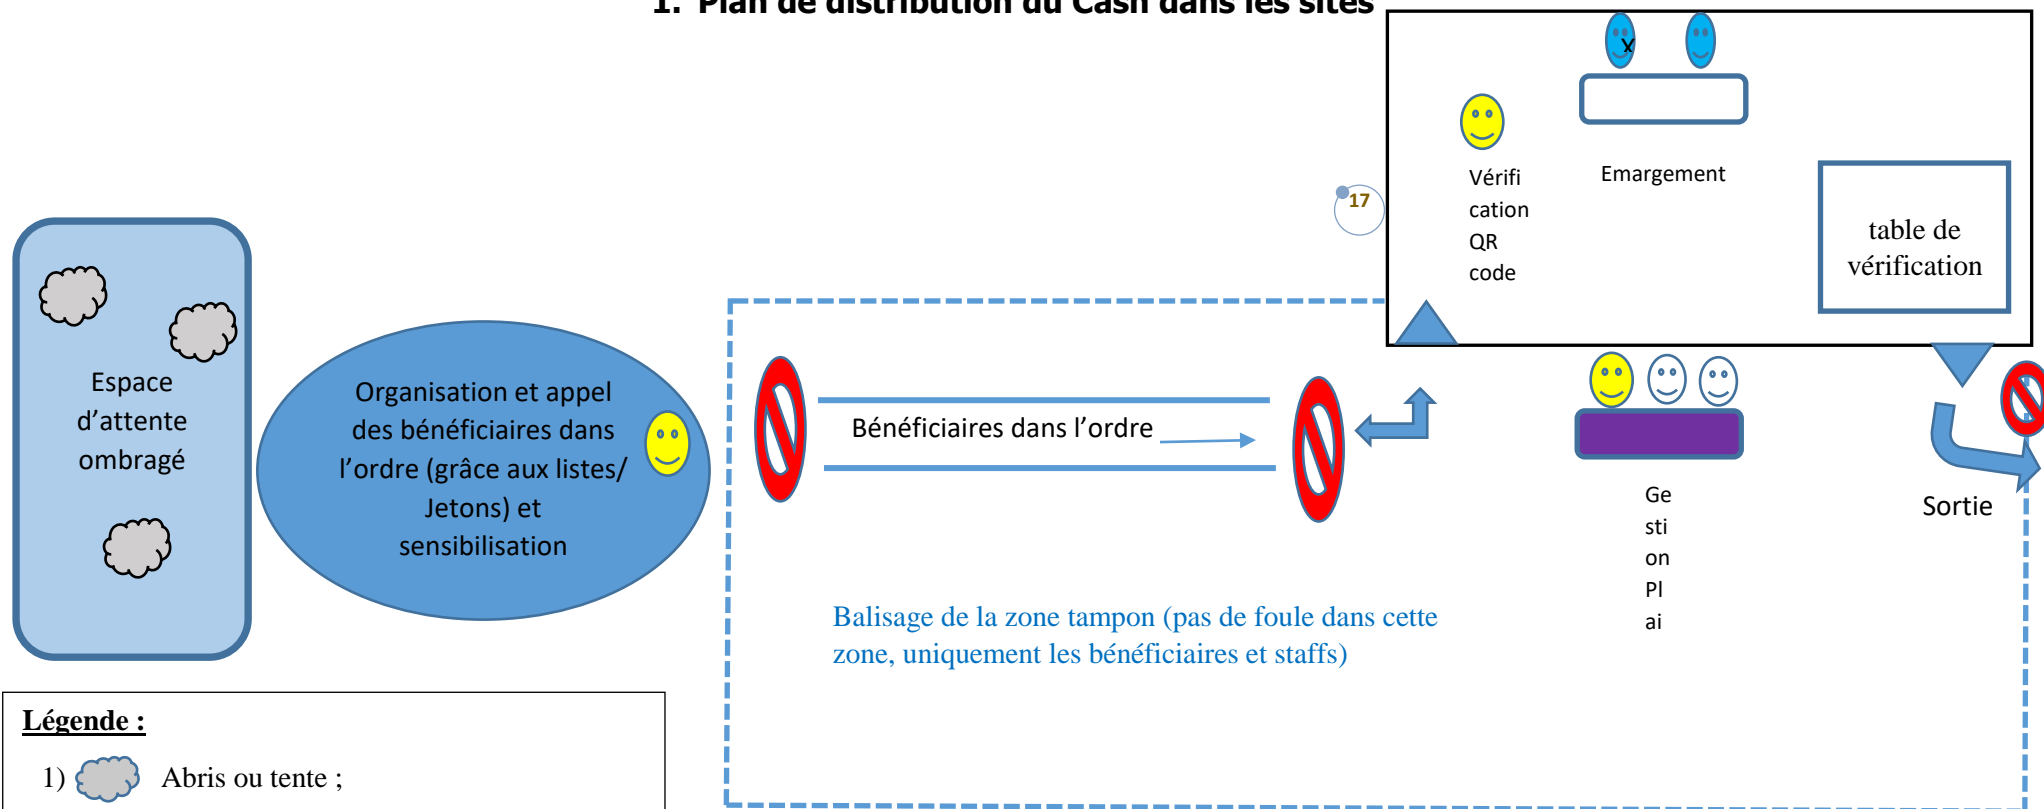 1. Plan de distribution du Cash dans les sites
X
Vérifi
cation
QR
code
Emargement
17
table de
vérification
Espace
d’attente
ombragé
Organisation et appel
des bénéficiaires dans
l’ordre (grâce aux listes/
Jetons) et
sensibilisation
Bénéficiaires dans l’ordre
Sortie
Ge
sti
on
Pl
ai
Balisage de la zone tampon (pas de foule dans cette
zone, uniquement les bénéficiaires et staffs)
Légende :
1) Abris ou tente ;